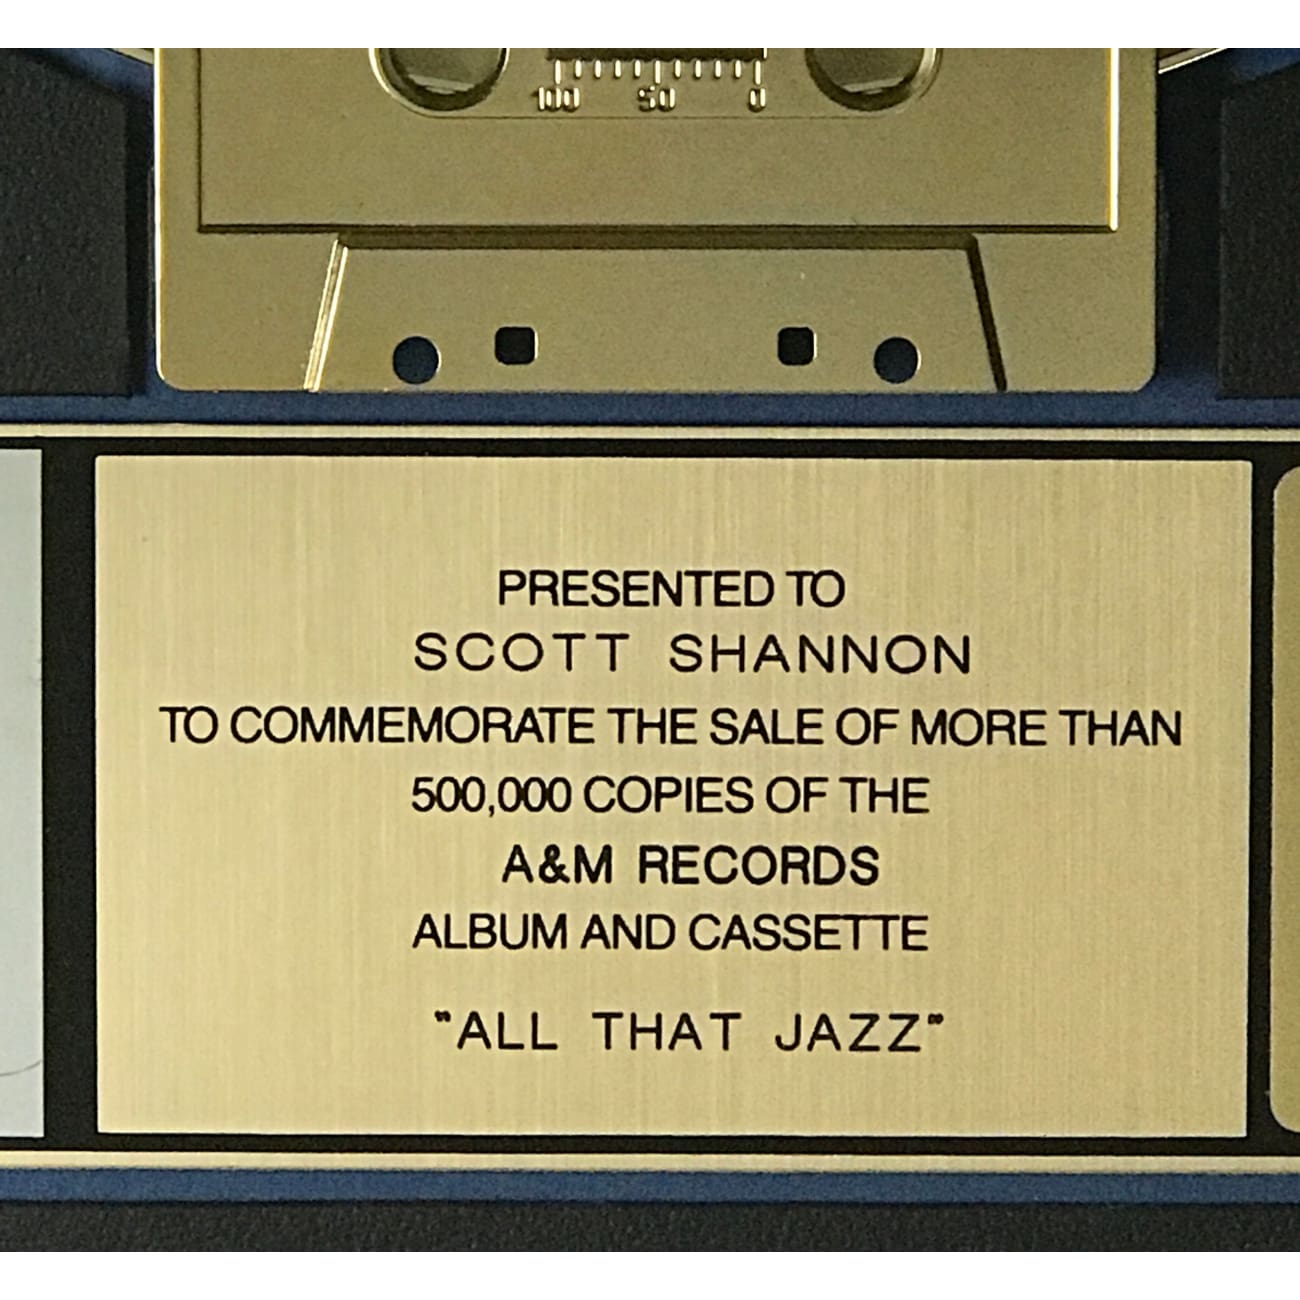 100 50 0
PRESENTED TO
SCOTT SHANNON
TO COMMEMORATE THE SALE OF MORE THAN
500,000 COPIES OF THE
A&M RECORDS
ALBUM AND CASSETTE
"ALL THAT JAZZ"